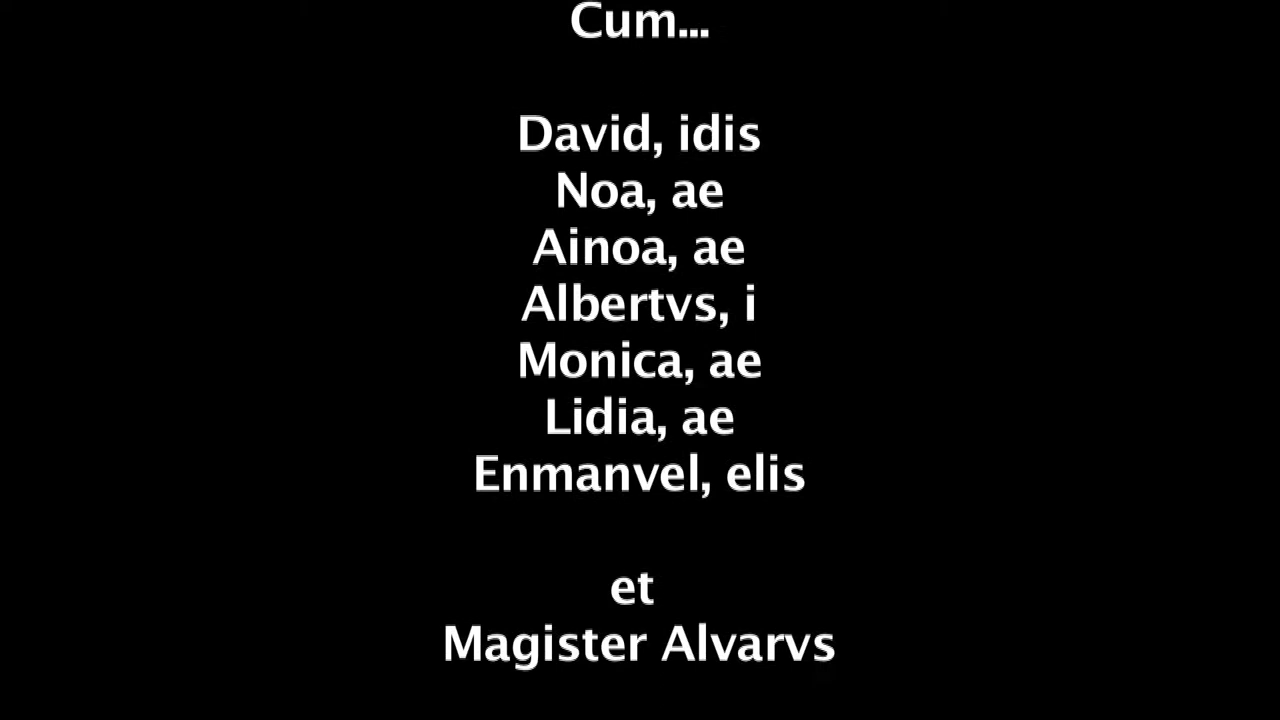 Cum...
David, idis
Noa, ae
Ainoa, ae
Albertvs, i
Monica, ae
Lidia, ae
Enmanvel, elis
et
Magister Alvarvs